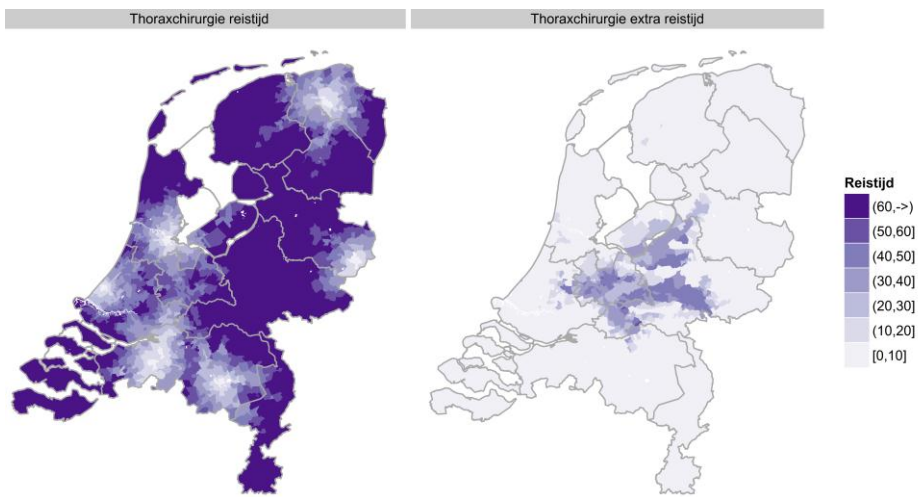 Thoraxchirurgie reistijd
Thoraxchirurgie extra reistijd
Reistijd
(60,->)
(50,60]
(40,50]
(30,40]
(20,30]
(10,20]
[0,10]